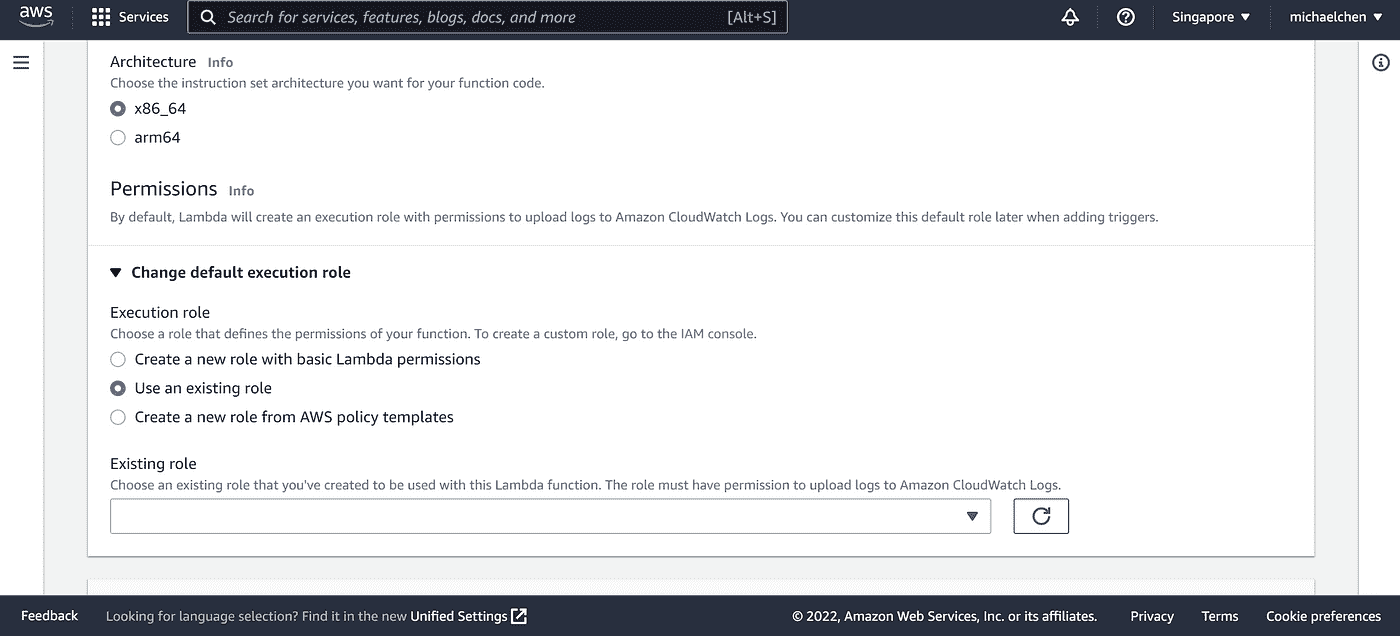 aws Services Search for services, features, blogs, docs, and more [Alt+S] Singapore michaelchen
Architecture Info
Choose the instruction set architecture you want for your function code.
x86_64
arm64
Permissions Info
By default, Lambda will create an execution role with permissions to upload logs to Amazon CloudWatch Logs. You can customize this default role later when adding triggers.
Change default execution role
Execution role
Choose a role that defines the permissions of your function. To create a custom role, go to the IAM console.
Create a new role with basic Lambda permissions
Use an existing role
Create a new role from AWS policy templates
Existing role
Choose an existing role that you've created to be used with this Lambda function. The role must have permission to upload logs to Amazon CloudWatch Logs.
Feedback Looking for language selection? Find it in the new Unified Settings © 2022, Amazon Web Services, Inc. or its affiliates. Privacy Terms Cookie preferences